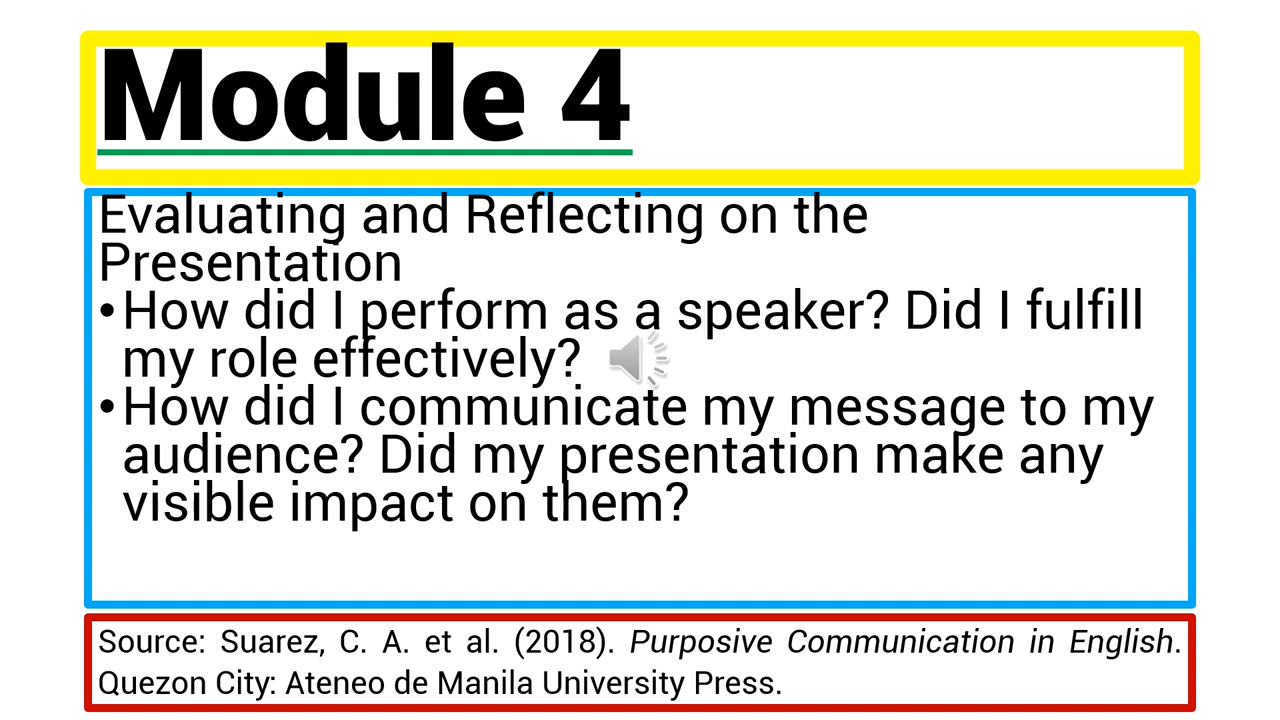 Module 4
Evaluating and Reflecting on the
Presentation
•How did I perform as a speaker? Did I fulfill
my role effectively?
•How did I communicate my message to my
audience? Did my presentation make any
visible impact on them?
Source: Suarez, C. A. et al. (2018). Purposive Communication in English.
Quezon City: Ateneo de Manila University Press.